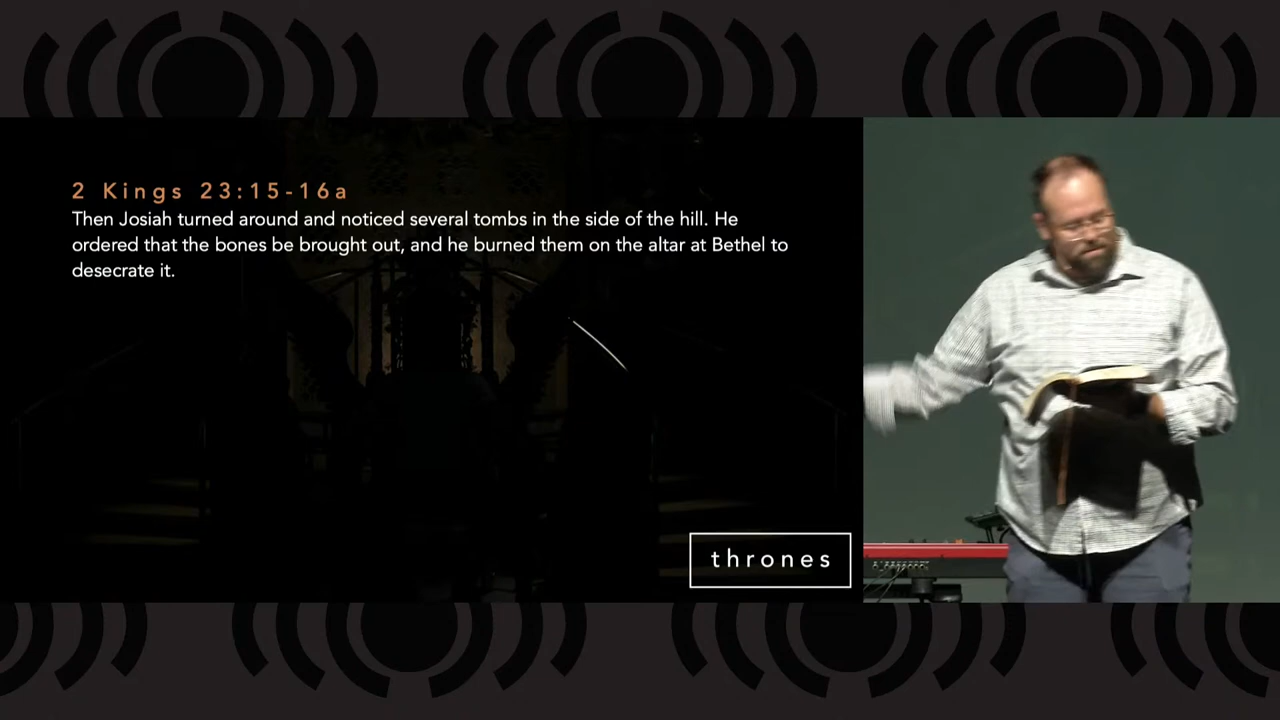 2 Kings 23:15-16a
Then Josiah turned around and noticed several tombs in the side of the hill. He
ordered that the bones be brought out, and he burned them on the altar at Bethel to
desecrate it.
thrones